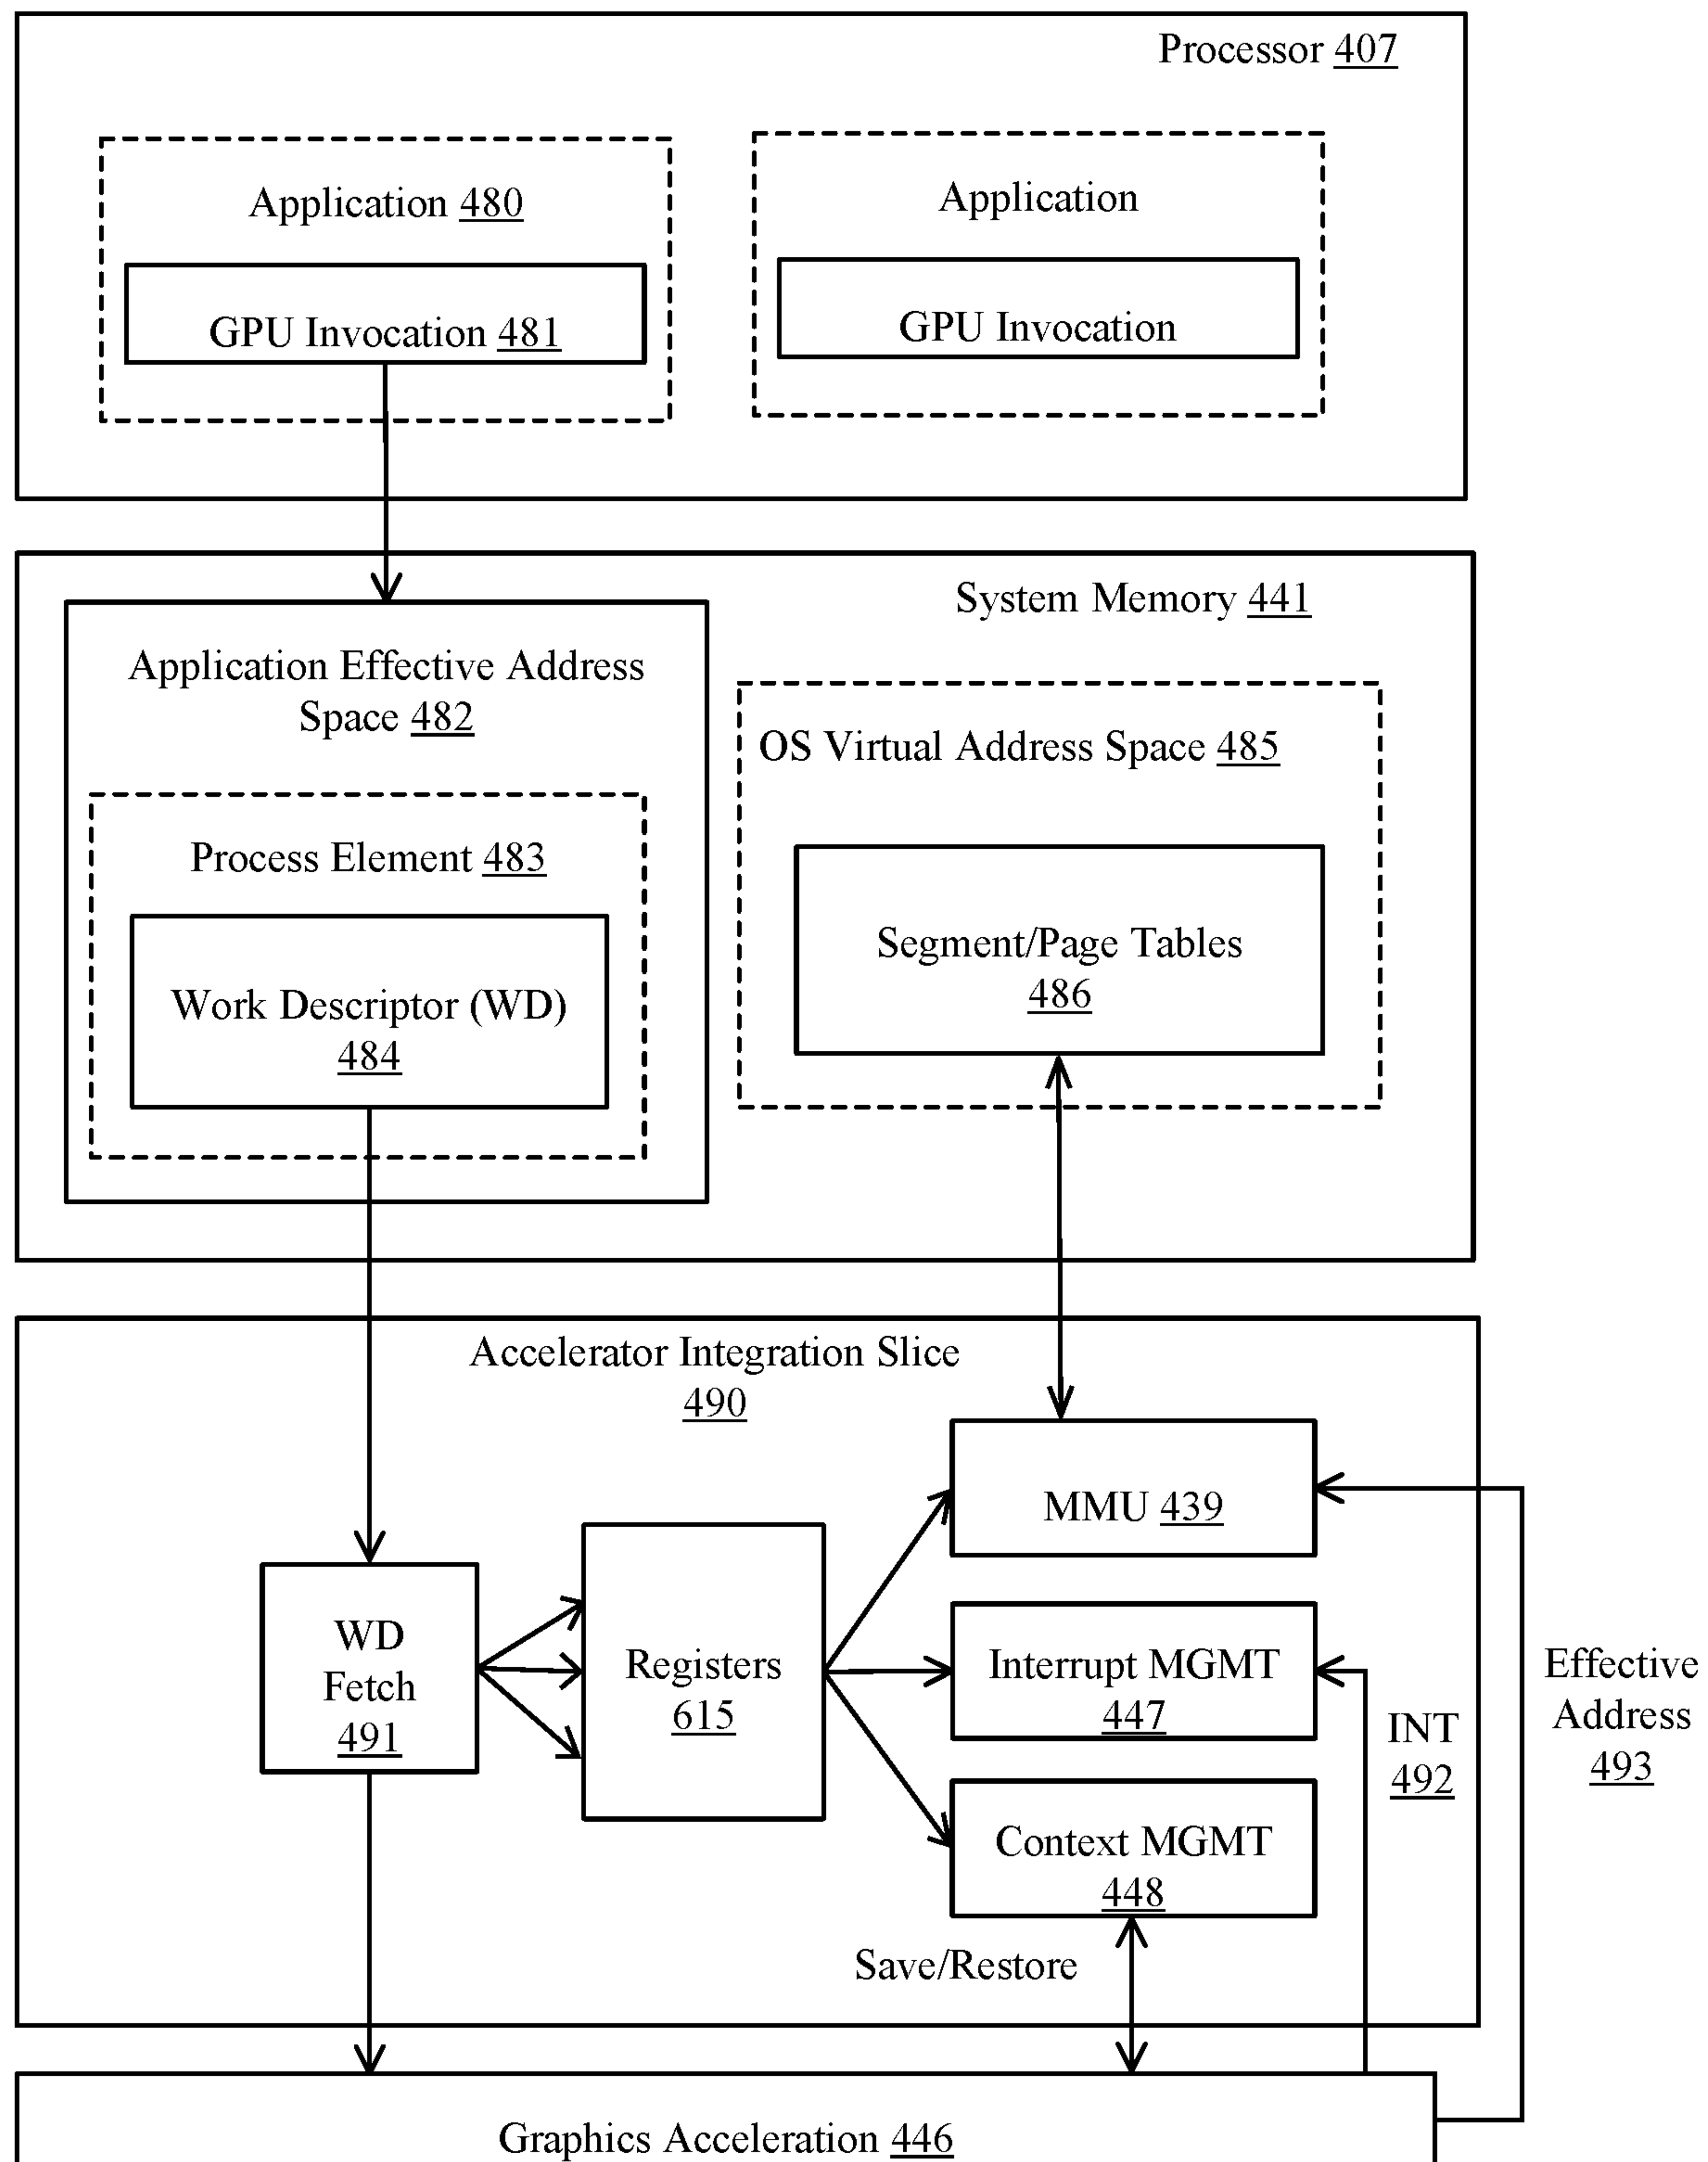 Processor 407
Application 480
GPU Invocation 481
Application
GPU Invocation
System Memory 441
Application Effective Address
Space 482
Process Element 483
Work Descriptor (WD)
484
OS Virtual Address Space 485
Segment/Page Tables
486
Accelerator Integration Slice
490
WD
Fetch
491
Registers
615
MMU 439
Interrupt MGMT
447
Context MGMT
448
Save/Restore
INT
492
Effective
Address
493
Graphics Acceleration 446